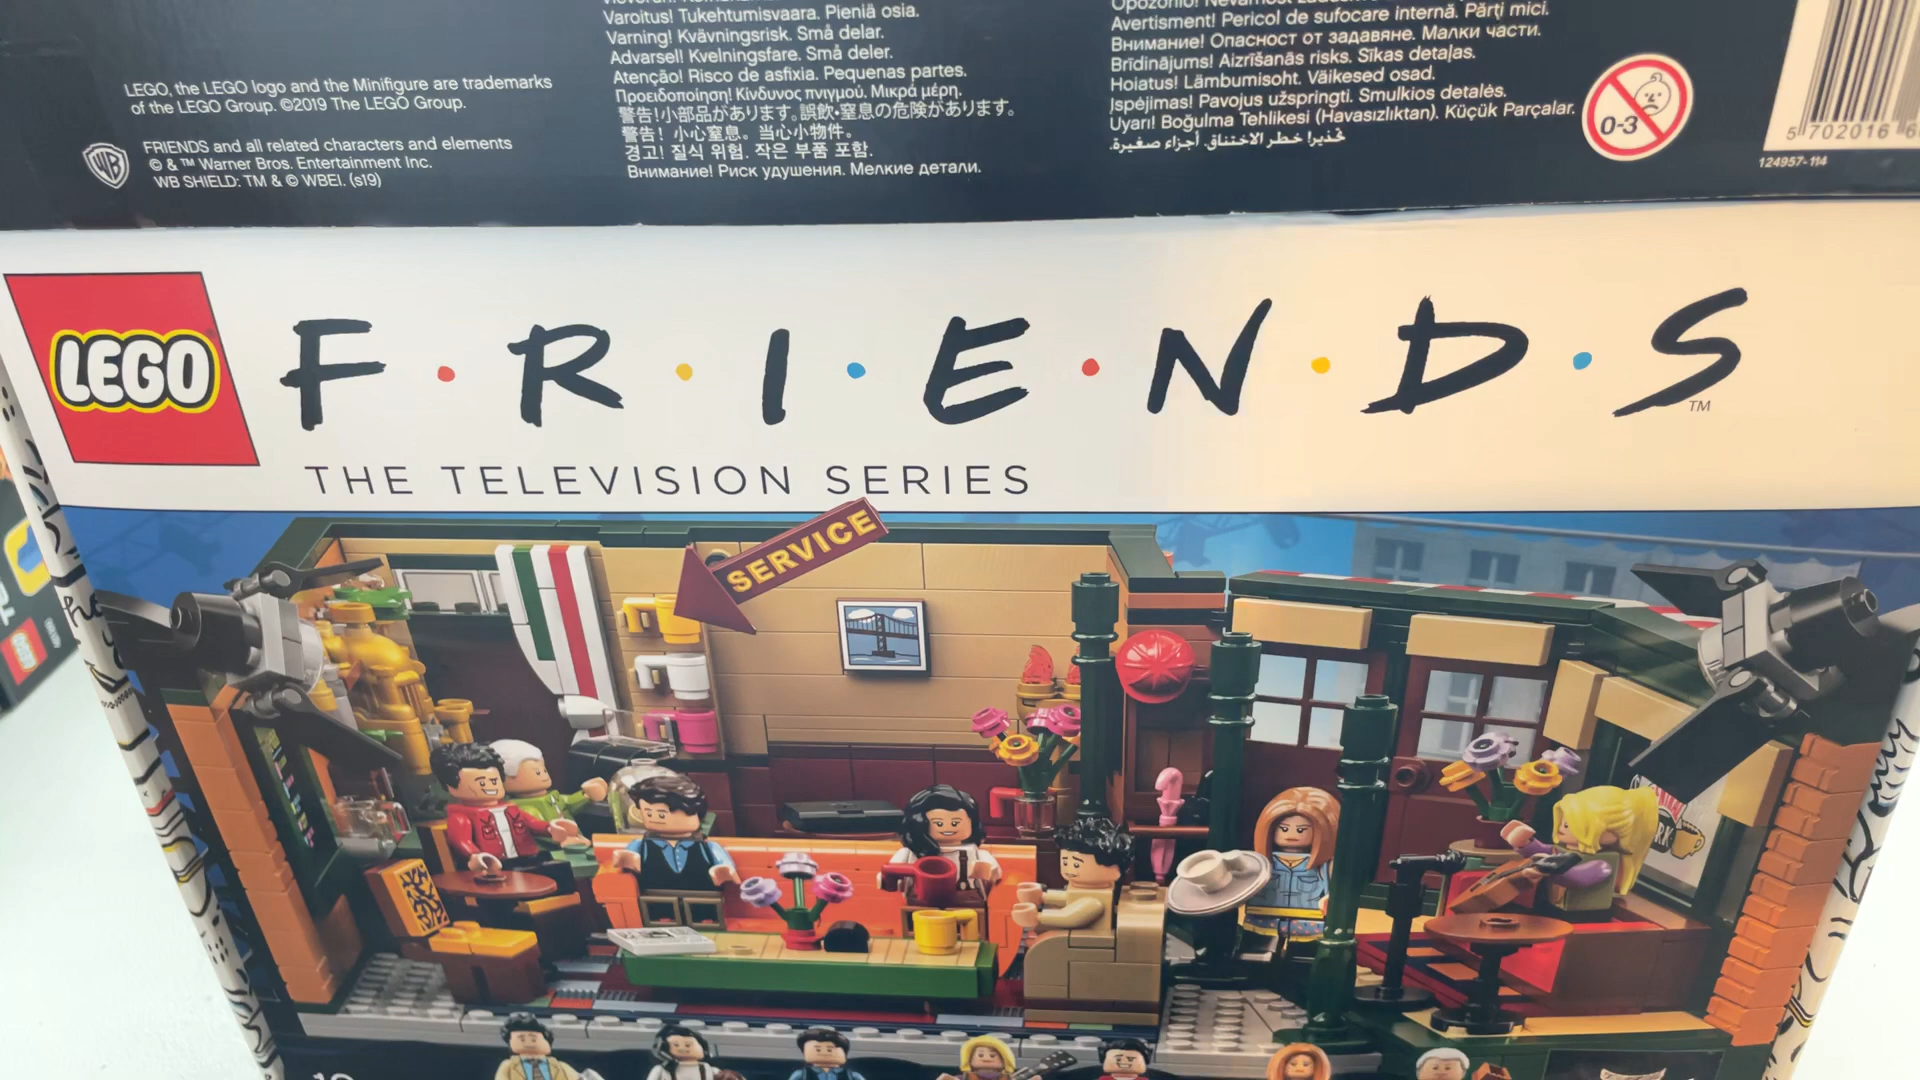 LEGO, the LEGO logo and the Minifigure are trademarks
of the LEGO Group. ©2019 The LEGO Group.
FRIENDS and all related characters and elements
© & ™ Warner Bros. Entertainment Inc.
WB SHIELD: TM & © WBEI. (s19)
Varoitus! Tukehtumisvaara. Pieniä osia.
Varning! Kvävningsrisk. Små delar.
Advarsel! Kvelningsfare. Små deler.
Atenção! Risco de asfixia. Pequenas partes.
Προειδοποίηση! Κίνδυνος πνιγμού. Μικρά μέρη.
警告!小部品があります。誤飲・窒息の危険があります。
警告! 小心窒息。当心小物件。
경고! 질식 위험. 작은 부품 포함.
Внимание! Риск удушения. Мелкие детали.
Avertisment! Pericol de sufocare internă. Părţi mici.
Внимание! Опасност от задавяне. Малки части.
Brīdinājums! Aizrīšanās risks. Sīkas detaļas.
Hoiatus! Lämbumisoht. Väikesed osad.
Įspėjimas! Pavojus užspringti. Smulkios detalės.
Uyarı! Boğulma Tehlikesi (Havasızlıktan). Küçük Parçalar.
تحذير! خطر الاختناق. أجزاء صغيرة.
0-3
5 702016 6
124957-114
LEGO
F·R·I·E·N·D·S
TM
THE TELEVISION SERIES
SERVICE